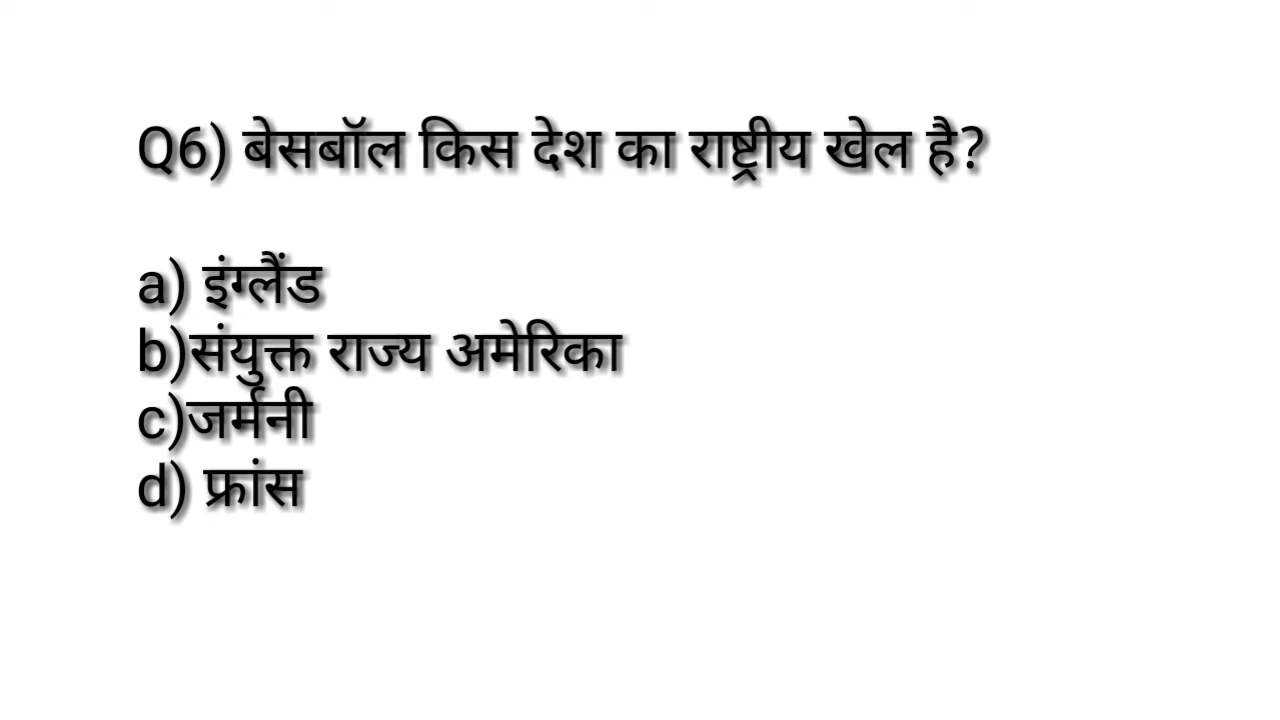 Q6) बेसबॉल किस देश का राष्ट्रीय खेल है?
a) इंग्लैंड
b)संयुक्त राज्य अमेरिका
c)जर्मनी
d) फ्रांस